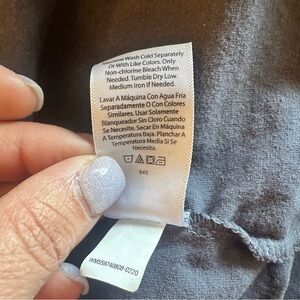 Machine Wash Cold Separately
Or With Like Colors. Only
Non-chlorine Bleach When
Needed. Tumble Dry Low.
Medium Iron If Needed.
Lavar A Máquina Con Agua Fría
Separadamente O Con Colores
Similares. Usar Solamente
Blanqueador Sin Cloro Cuando
Se Necesite. Secar En Máquina
A Temperatura Baja. Planchar A
Temperatura Media Si Se
Necesita.
94X
WM559740808-0220